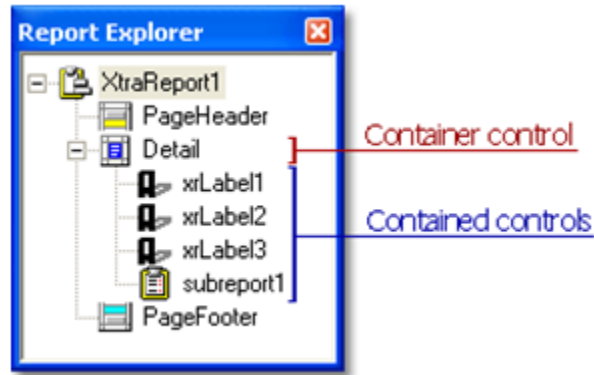 Report Explorer
XtraReport1
PageHeader
Detail
Container control
xrLabel1
xrLabel2
Contained controls
xrLabel3
subreport1
PageFooter